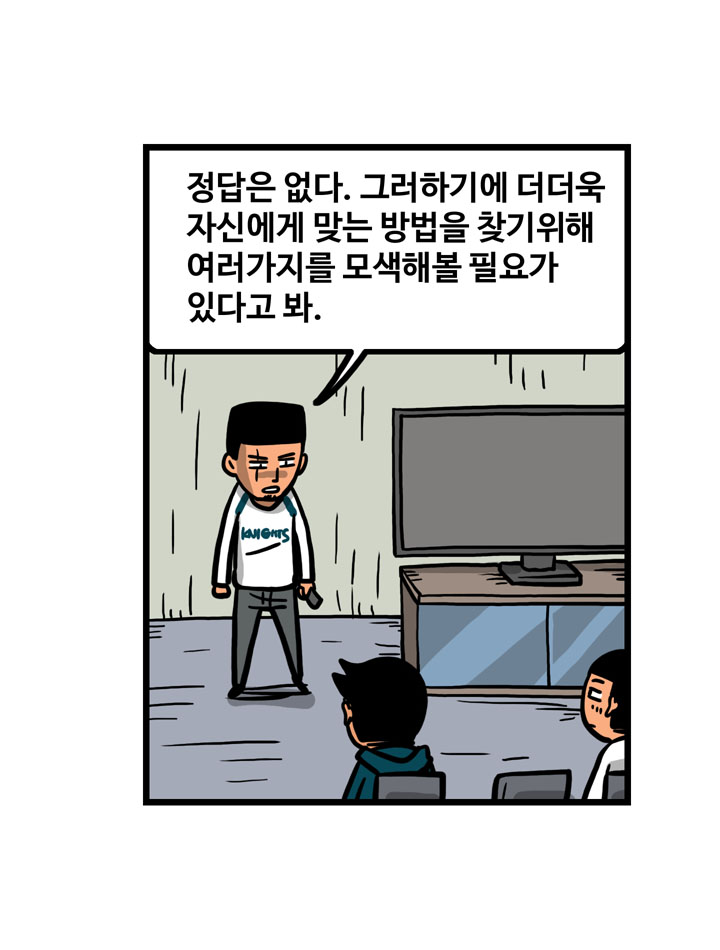 정답은 없다. 그러하기에 더더욱
자신에게 맞는 방법을 찾기위해
여러가지를 모색해볼 필요가
있다고 봐.
KNIGHTS